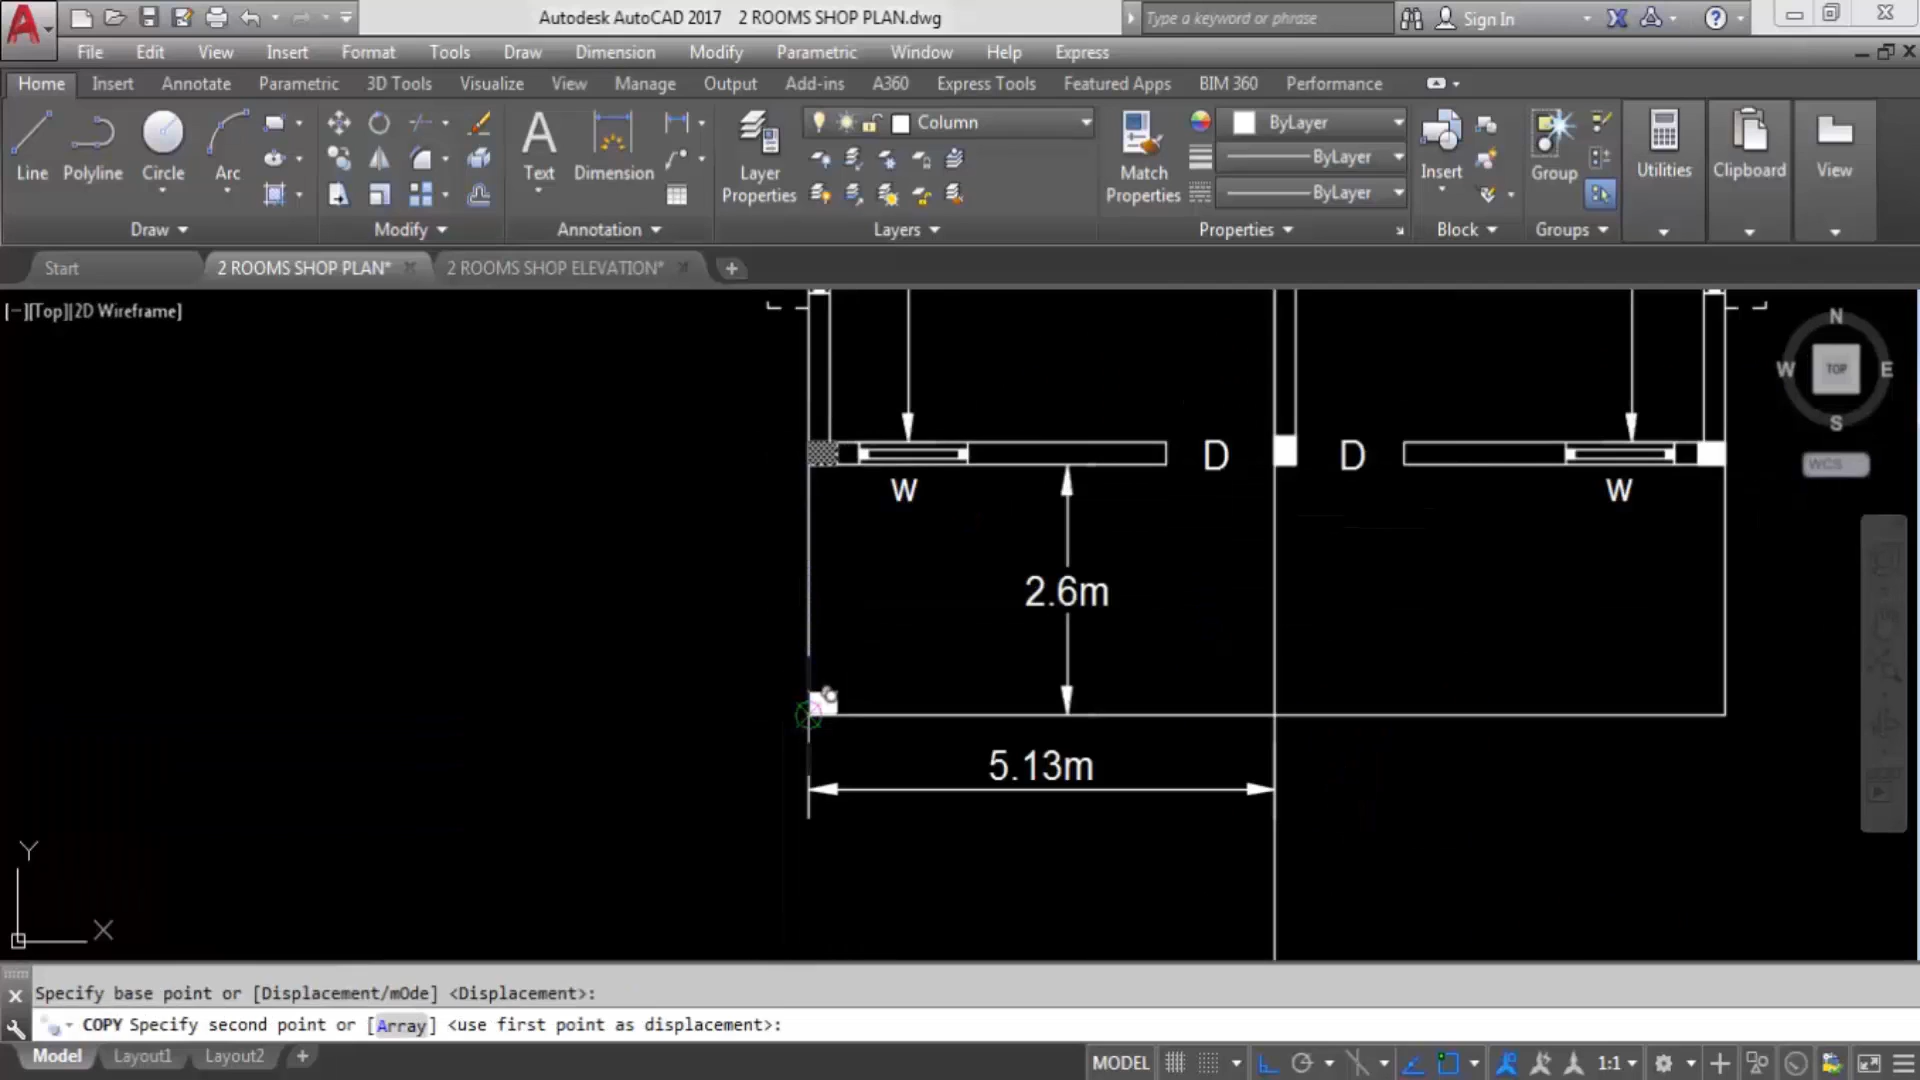 Autodesk AutoCAD 2017 2 ROOMS SHOP PLAN.dwg
Type a keyword or phrase
Sign In
File Edit View Insert Format Tools Draw Dimension Modify Parametric Window Help Express
Home Insert Annotate Parametric 3D Tools Visualize View Manage Output Add-ins A360 Express Tools Featured Apps BIM 360 Performance
Column
ByLayer
ByLayer
ByLayer
Line Polyline Circle Arc
Text Dimension
Layer Properties
Match Properties
Insert
Group
Utilities
Clipboard
View
Draw Modify Annotation Layers Properties Block Groups
Start 2 ROOMS SHOP PLAN* 2 ROOMS SHOP ELEVATION*
[−][Top][2D Wireframe]
N
W TOP E
S
WCS
D D
W W
2.6m
5.13m
Y
X
Specify base point or [Displacement/mOde] <Displacement>:
COPY Specify second point or [Array] <use first point as displacement>:
Model Layout1 Layout2
MODEL 1:1